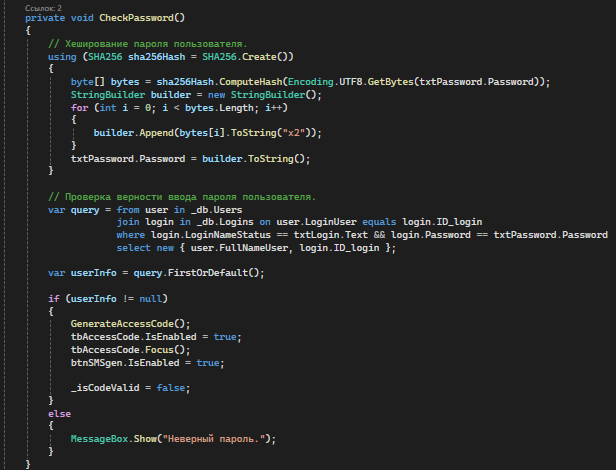 Ссылок: 2
private void CheckPassword()
{
// Хеширование пароля пользователя.
using (SHA256 sha256Hash = SHA256.Create())
{
byte[] bytes = sha256Hash.ComputeHash(Encoding.UTF8.GetBytes(txtPassword.Password));
StringBuilder builder = new StringBuilder();
for (int i = 0; i < bytes.Length; i++)
{
builder.Append(bytes[i].ToString("x2"));
}
txtPassword.Password = builder.ToString();
}
// Проверка верности ввода пароля пользователя.
var query = from user in _db.Users
join login in _db.Logins on user.LoginUser equals login.ID_login
where login.LoginNameStatus == txtLogin.Text && login.Password == txtPassword.Password
select new { user.FullNameUser, login.ID_login };
var userInfo = query.FirstOrDefault();
if (userInfo != null)
{
GenerateAccessCode();
tbAccessCode.IsEnabled = true;
tbAccessCode.Focus();
btnSMSgen.IsEnabled = true;
_isCodeValid = false;
}
else
{
MessageBox.Show("Неверный пароль.");
}
}